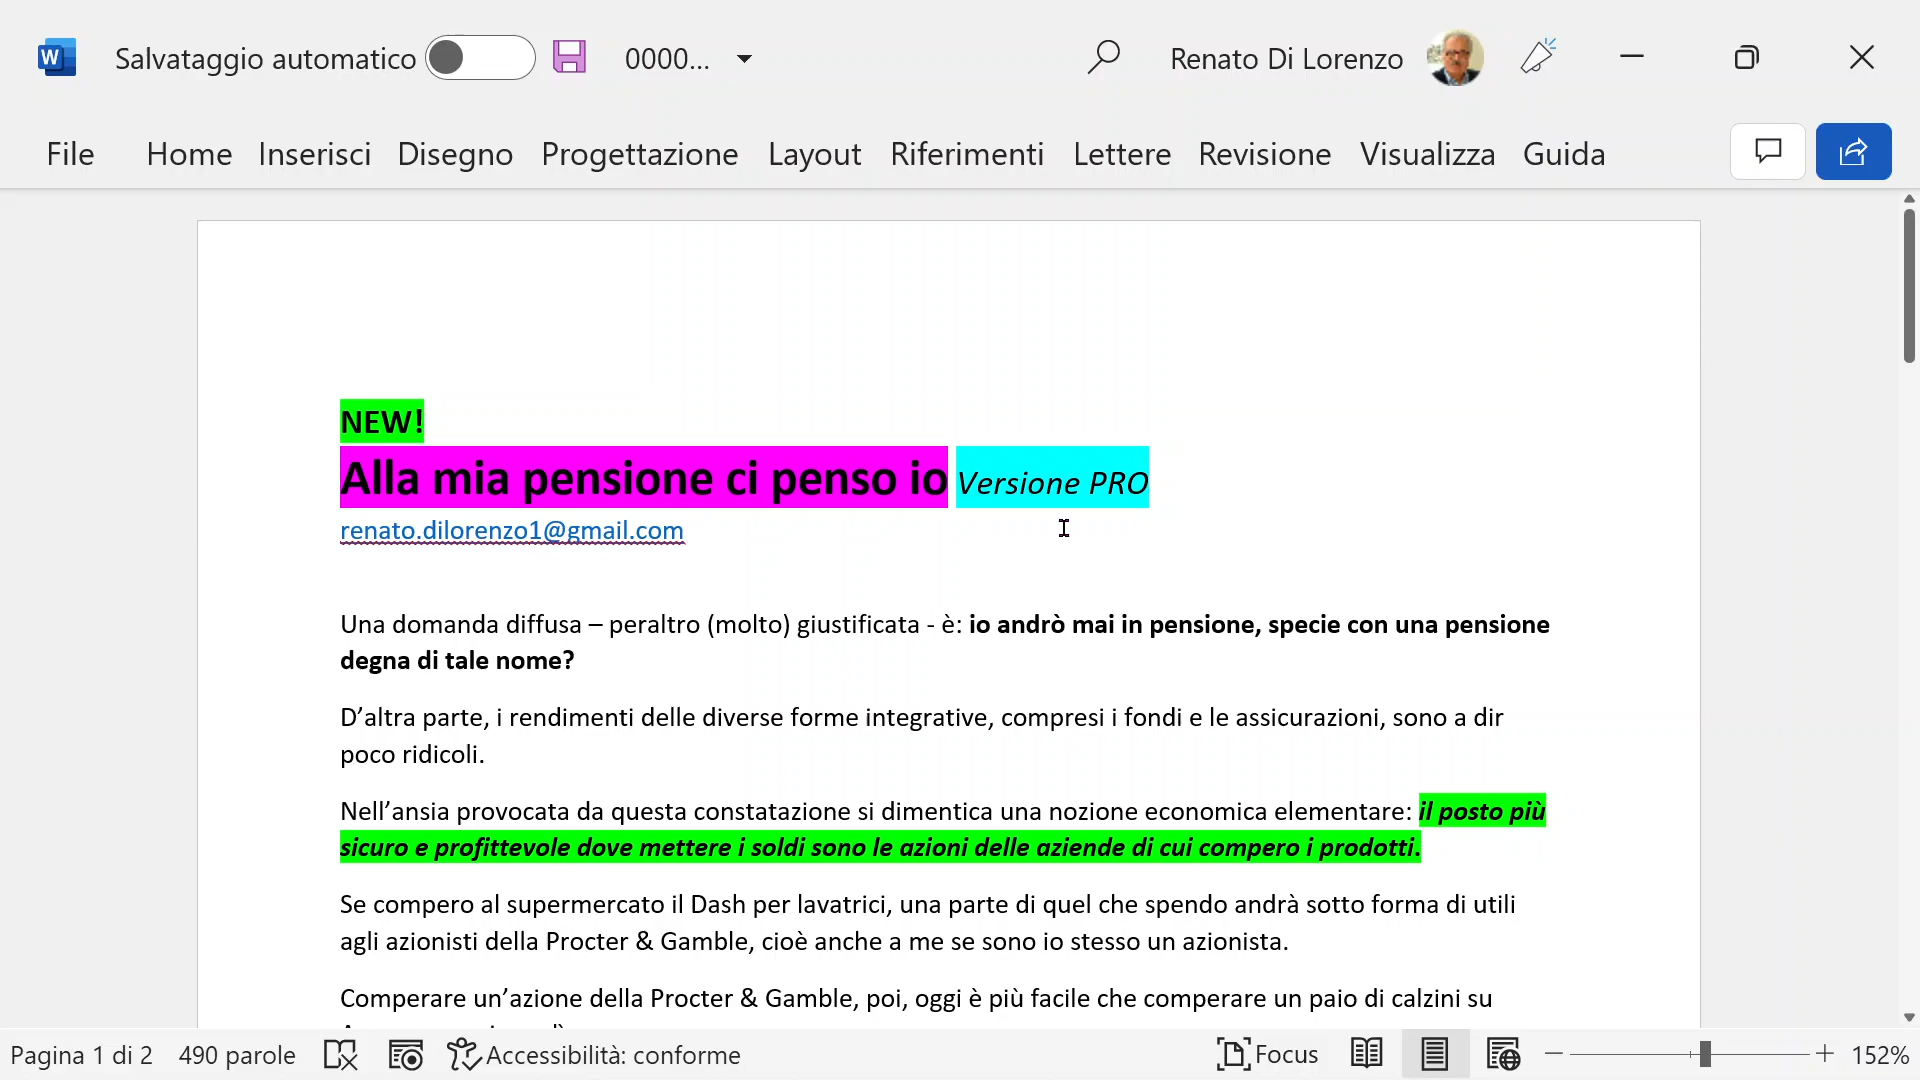 W Salvataggio automatico 0000... Renato Di Lorenzo
File Home Inserisci Disegno Progettazione Layout Riferimenti Lettere Revisione Visualizza Guida
NEW!
Alla mia pensione ci penso io Versione PRO
renato.dilorenzo1@gmail.com
Una domanda diffusa – peraltro (molto) giustificata - è: io andrò mai in pensione, specie con una pensione
degna di tale nome?
D’altra parte, i rendimenti delle diverse forme integrative, compresi i fondi e le assicurazioni, sono a dir
poco ridicoli.
Nell’ansia provocata da questa constatazione si dimentica una nozione economica elementare: il posto più
sicuro e profittevole dove mettere i soldi sono le azioni delle aziende di cui compero i prodotti.
Se compero al supermercato il Dash per lavatrici, una parte di quel che spendo andrà sotto forma di utili
agli azionisti della Procter & Gamble, cioè anche a me se sono io stesso un azionista.
Comperare un’azione della Procter & Gamble, poi, oggi è più facile che comperare un paio di calzini su
Pagina 1 di 2 490 parole Accessibilità: conforme Focus 152%